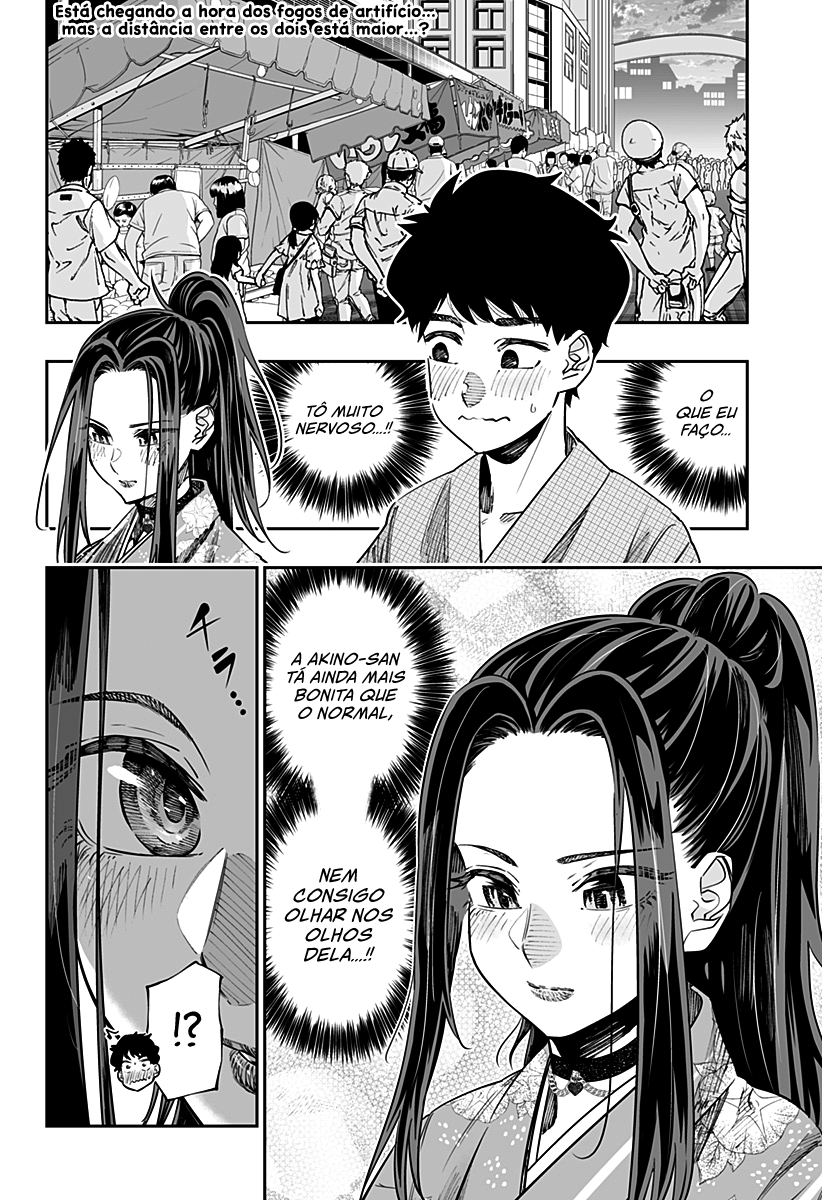 Está chegando a hora dos fogos de artifício...
mas a distância entre os dois está maior...?
O
QUE EU
FAÇO...
TÔ MUITO
NERVOSO...!!
A AKINO-SAN
TÁ AINDA MAIS
BONITA QUE
O NORMAL,
NEM
CONSIGO
OLHAR NOS
OLHOS
DELA...!!
チラ...
!?